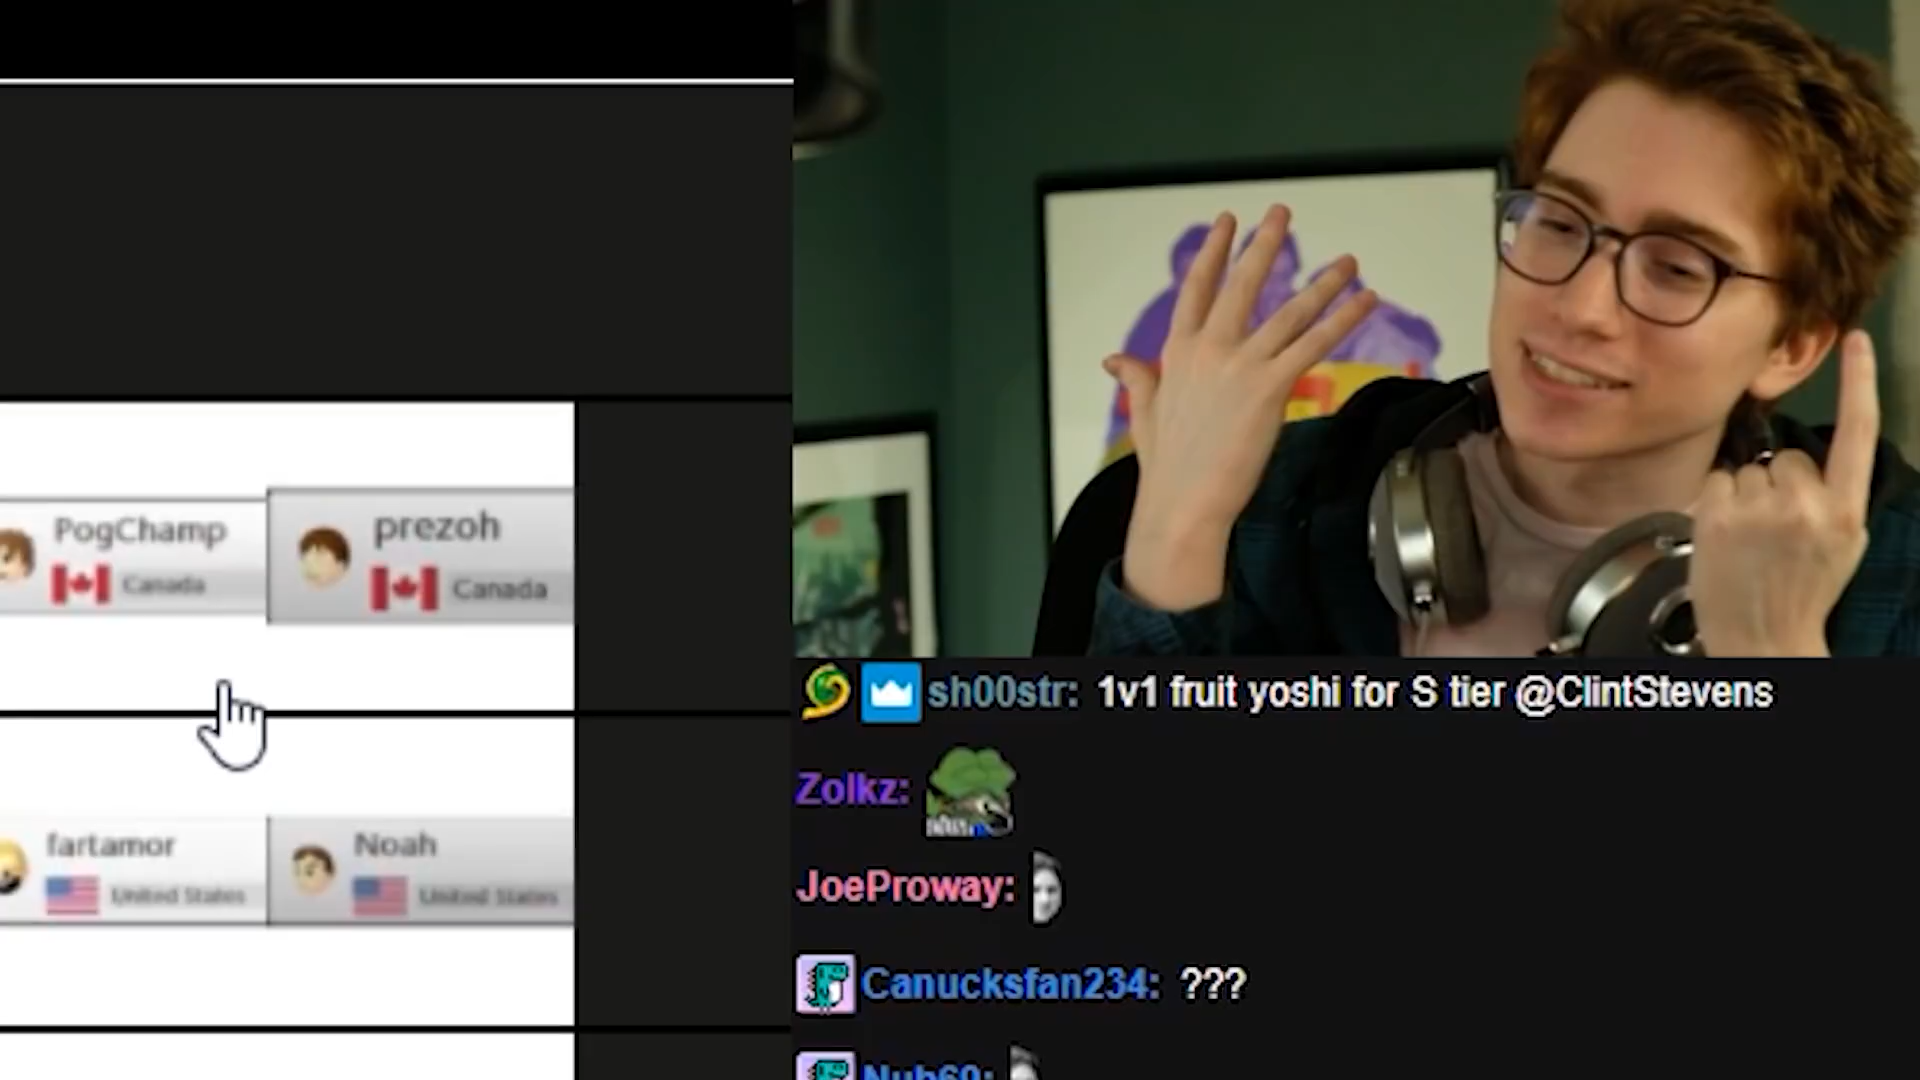 PogChamp
Canada
prezoh
Canada
fartamor
United States
Noah
United States
sh00str: 1v1 fruit yoshi for S tier @ClintStevens
Zolkz:
JoeProway:
Canucksfan234: ???